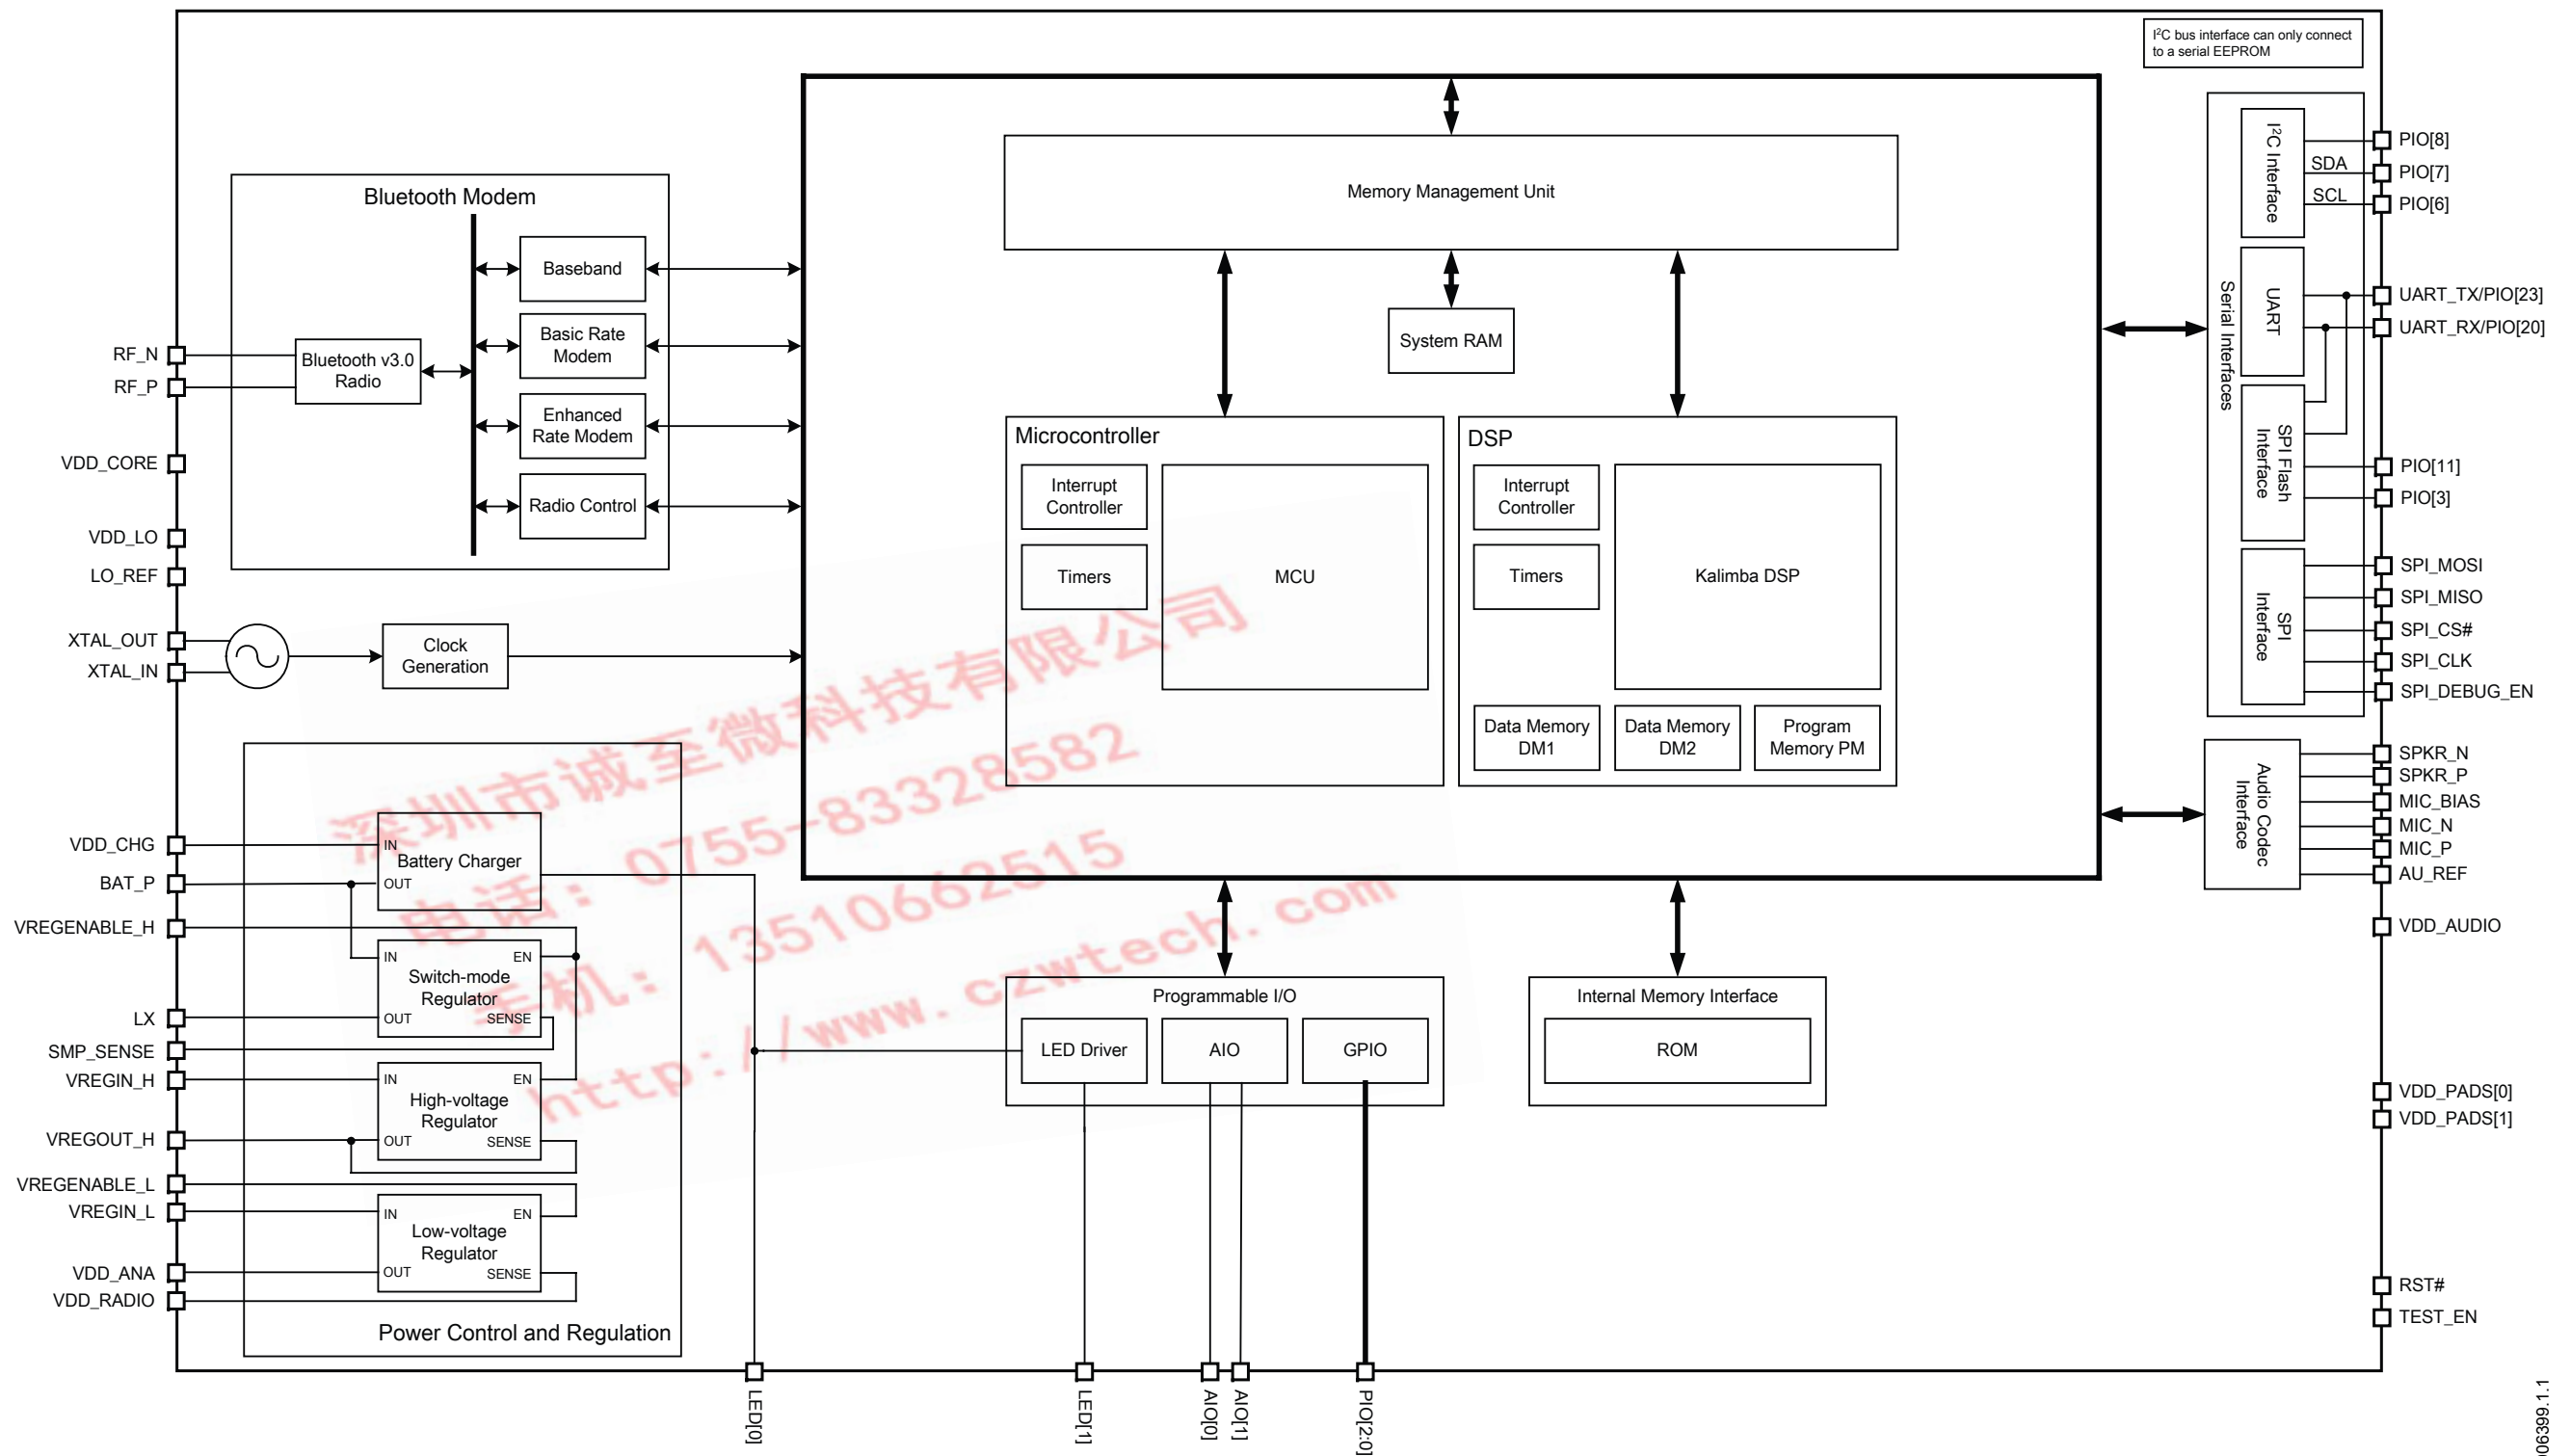 I²C bus interface can only connect
to a serial EEPROM
Bluetooth Modem
Baseband
Basic Rate
Modem
Enhanced
Rate Modem
Radio Control
Bluetooth v3.0
Radio
RF_N
RF_P
VDD_CORE
VDD_LO
LO_REF
XTAL_OUT
XTAL_IN
Clock
Generation
Memory Management Unit
System RAM
Microcontroller
Interrupt
Controller
Timers
MCU
DSP
Interrupt
Controller
Timers
Kalimba DSP
Data Memory
DM1
Data Memory
DM2
Program
Memory PM
Serial Interfaces
I²C Interface
SDA
SCL
UART
SPI Flash
Interface
SPI
Interface
PIO[8]
PIO[7]
PIO[6]
UART_TX/PIO[23]
UART_RX/PIO[20]
PIO[11]
PIO[3]
SPI_MOSI
SPI_MISO
SPI_CS#
SPI_CLK
SPI_DEBUG_EN
Audio Codec
Interface
SPKR_N
SPKR_P
MIC_BIAS
MIC_N
MIC_P
AU_REF
VDD_AUDIO
VDD_PADS[0]
VDD_PADS[1]
RST#
TEST_EN
VDD_CHG
BAT_P
VREGENABLE_H
LX
SMP_SENSE
VREGIN_H
VREGOUT_H
VREGENABLE_L
VREGIN_L
VDD_ANA
VDD_RADIO
IN
Battery Charger
OUT
IN
EN
Switch-mode
Regulator
OUT
SENSE
IN
EN
High-voltage
Regulator
OUT
SENSE
IN
EN
Low-voltage
Regulator
OUT
SENSE
Power Control and Regulation
Programmable I/O
LED Driver
AIO
GPIO
Internal Memory Interface
ROM
LED[0]
LED[1]
AIO[0]
AIO[1]
PIO[2:0]
深圳市诚至微科技有限公司
电话：0755-83328582
手机：13510662515
http://www.czwtech.com